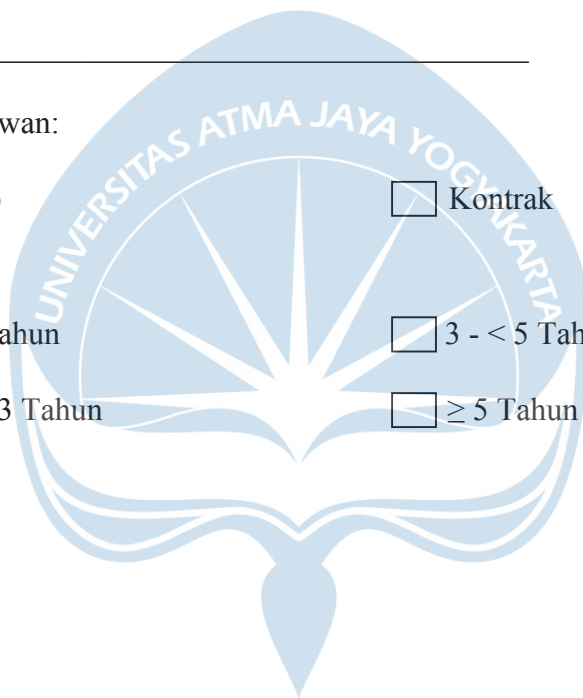 wan:
UNIVERSITAS ATMA JAYA YOGYAKARTA
Kontrak
ahun
3 - < 5 Tah
3 Tahun
≥ 5 Tahun